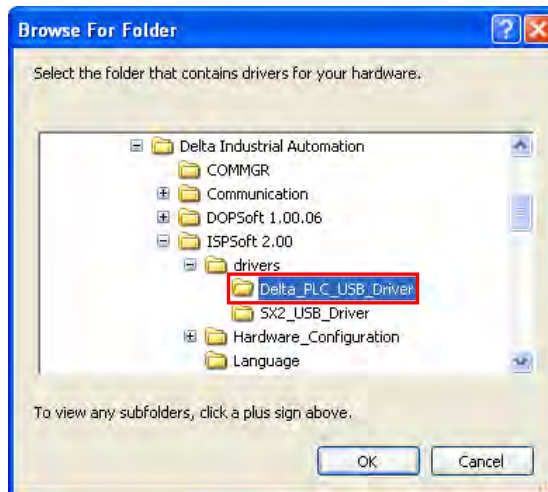 Browse For Folder
Select the folder that contains drivers for your hardware.
Delta Industrial Automation
COMMGR
Communication
DOPSoft 1.00.06
ISPSoft 2.00
drivers
Delta_PLC_USB_Driver
SX2_USB_Driver
Hardware_Configuration
Language
To view any subfolders, click a plus sign above.
OK Cancel